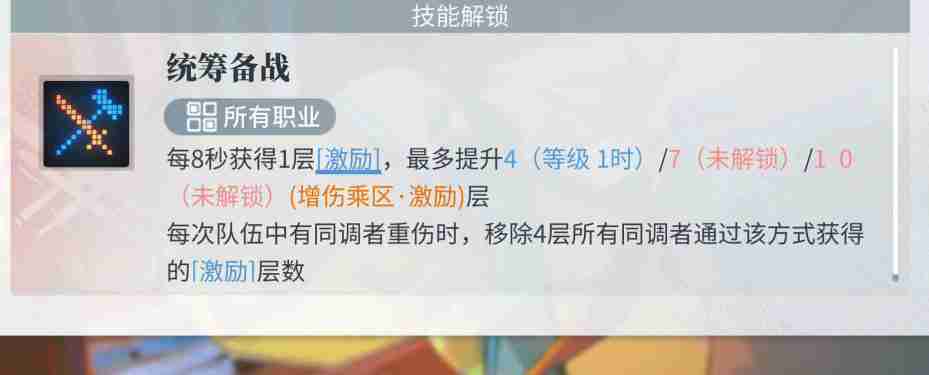 技能解锁
统筹备战
所有职业
每8秒获得1层[激励]，最多提升4（等级 1时）/7（未解锁）/1 0
（未解锁）(增伤乘区·激励)层
每次队伍中有同调者重伤时，移除4层所有同调者通过该方式获得
的[激励]层数